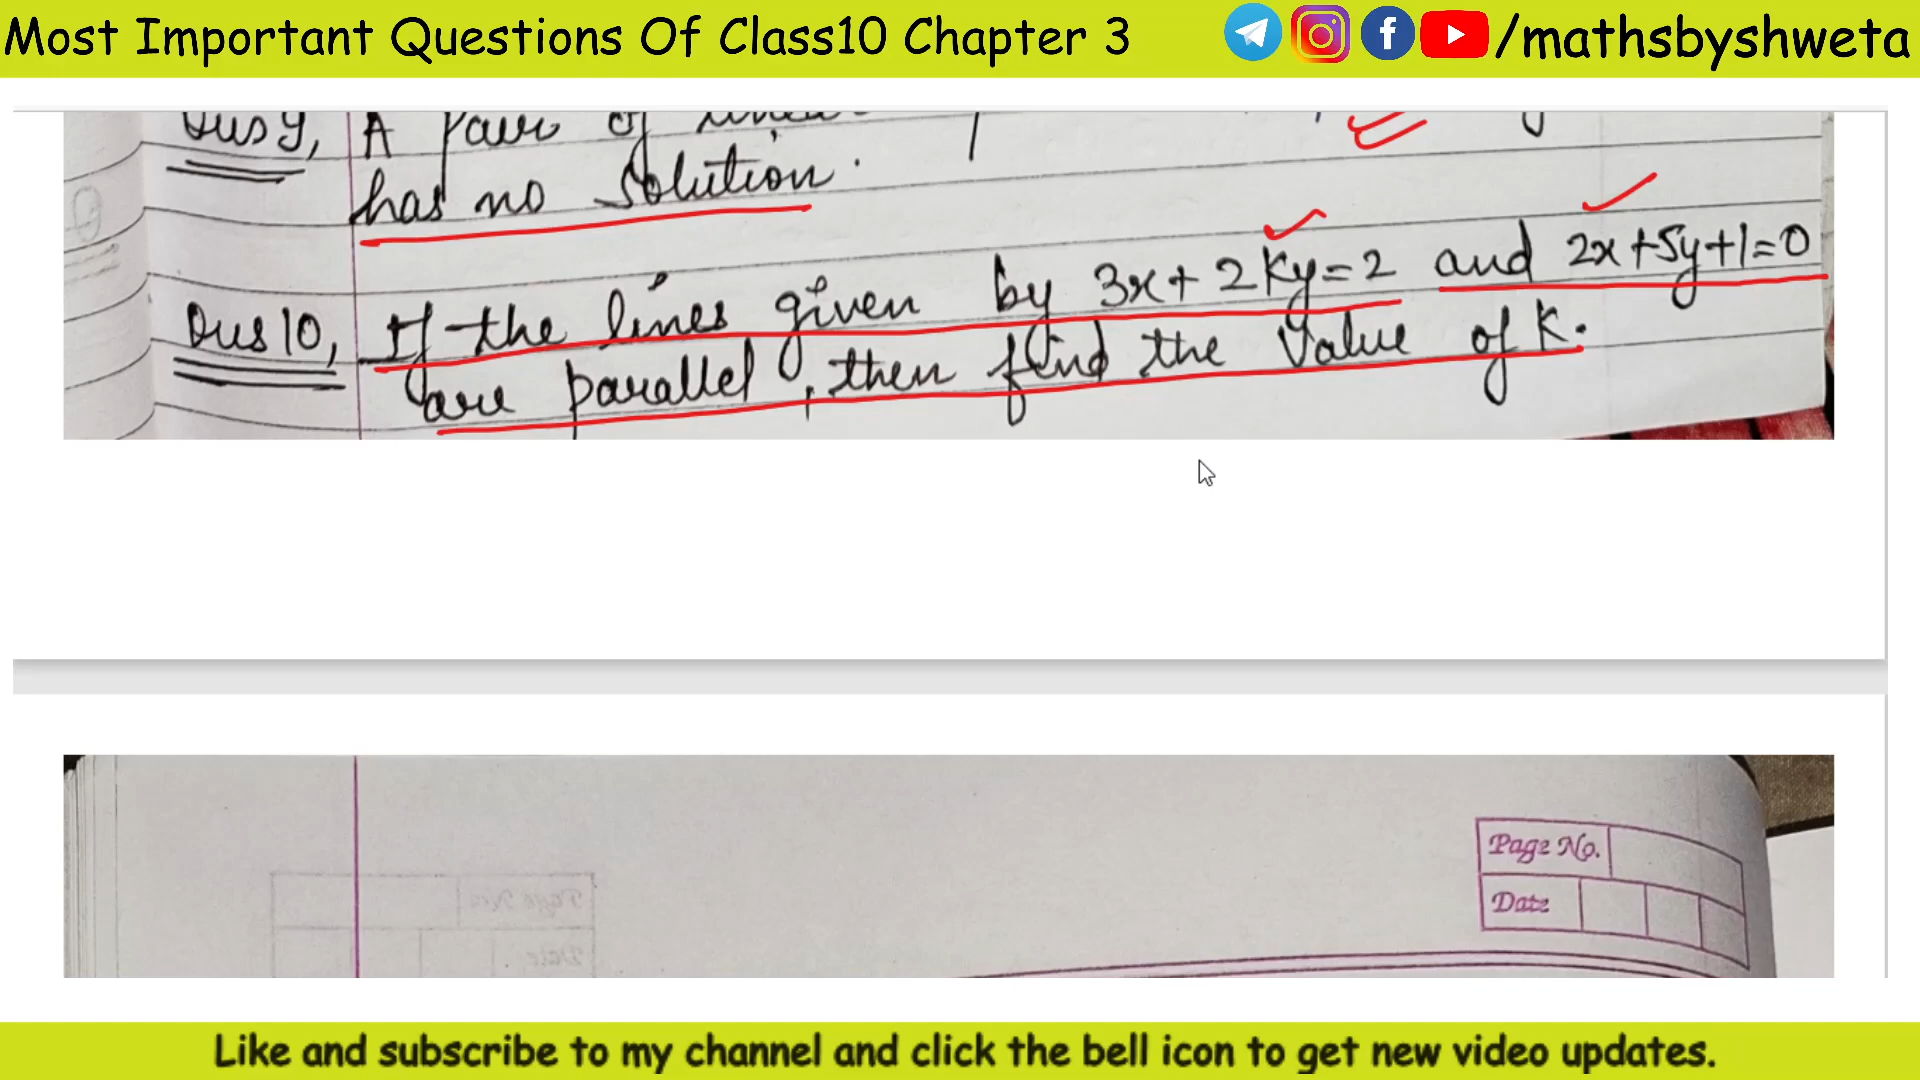 Most Important Questions Of Class10 Chapter 3
/mathsbyshweta
A pair of
has no solution.
Ques 10, If the lines given by 3x + 2ky = 2 and 2x + 5y + 1 = 0
are parallel, then find the value of k.
Page No.
Date
Like and subscribe to my channel and click the bell icon to get new video updates.